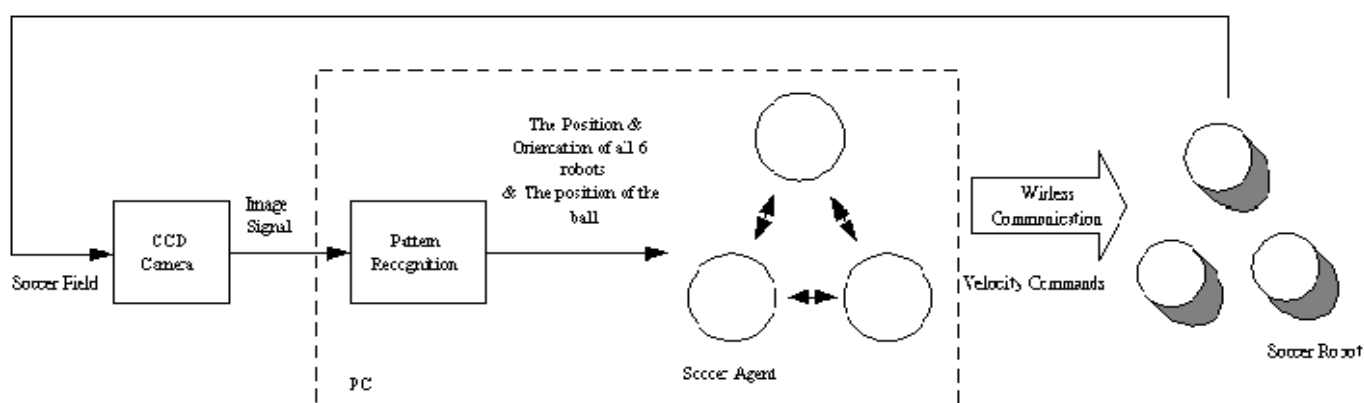 The Position &
Orientation of all 6
robots
& The position of the
ball
Image
Signal
CCD
Camera
Pattern
Recognition
Soccer Field
Wirless
Communication
Velocity Commands
Soccer Agent
Soccer Robot
PC